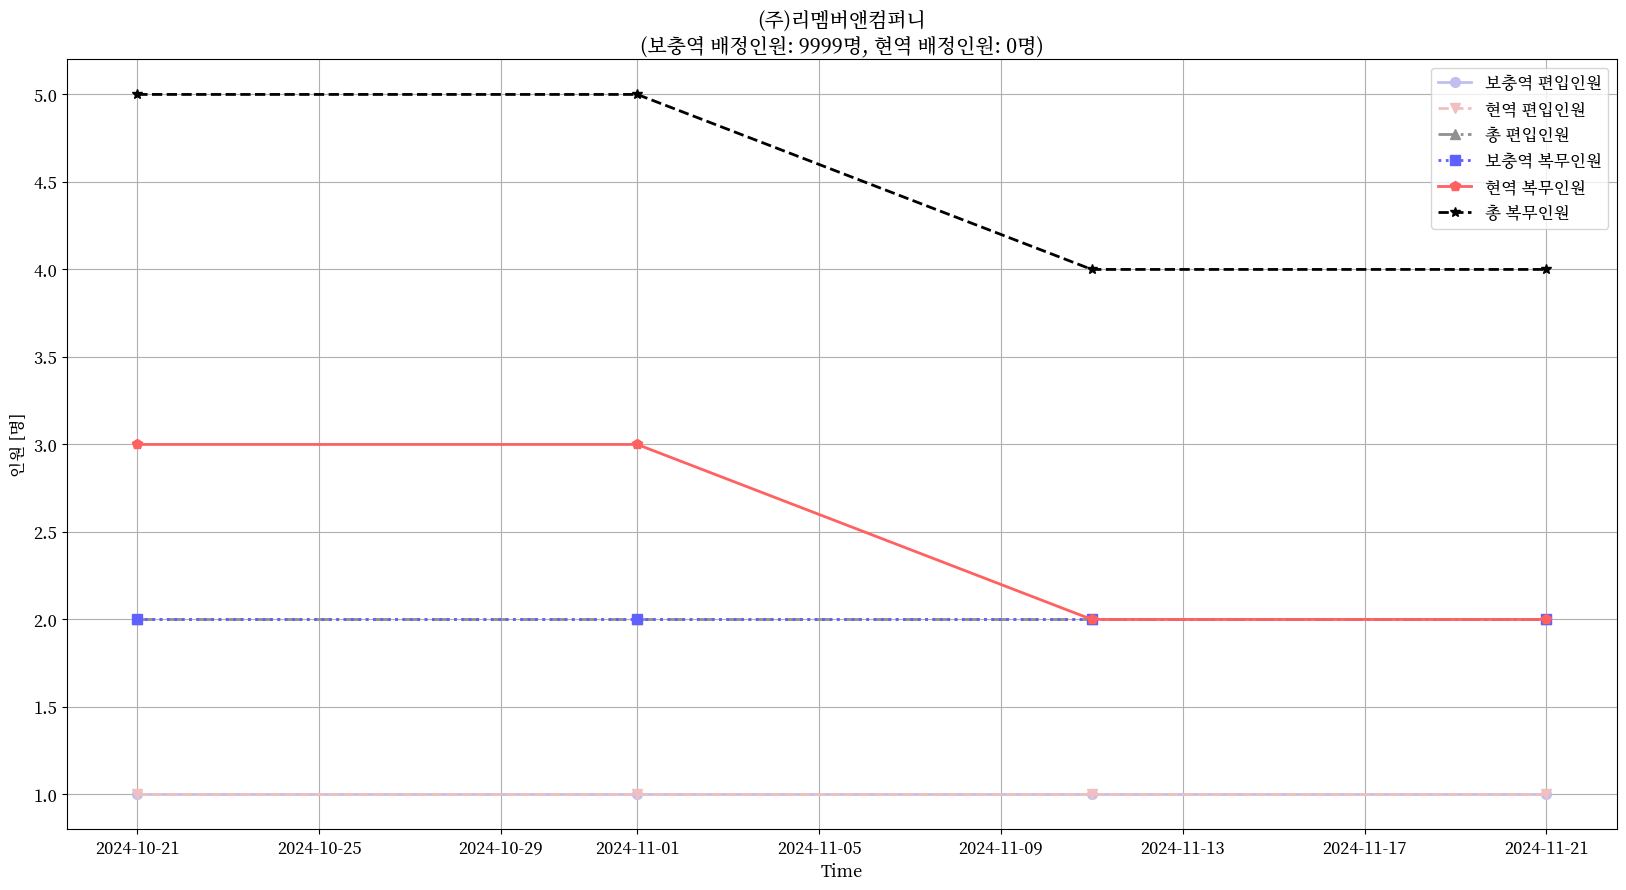 (주)리멤버앤컴퍼니
(보충역 배정인원: 9999명, 현역 배정인원: 0명)
보충역 편입인원
현역 편입인원
총 편입인원
보충역 복무인원
현역 복무인원
총 복무인원
인원 [명]
5.0
4.5
4.0
3.5
3.0
2.5
2.0
1.5
1.0
2024-10-21 2024-10-25 2024-10-29 2024-11-01 2024-11-05 2024-11-09 2024-11-13 2024-11-17 2024-11-21
Time